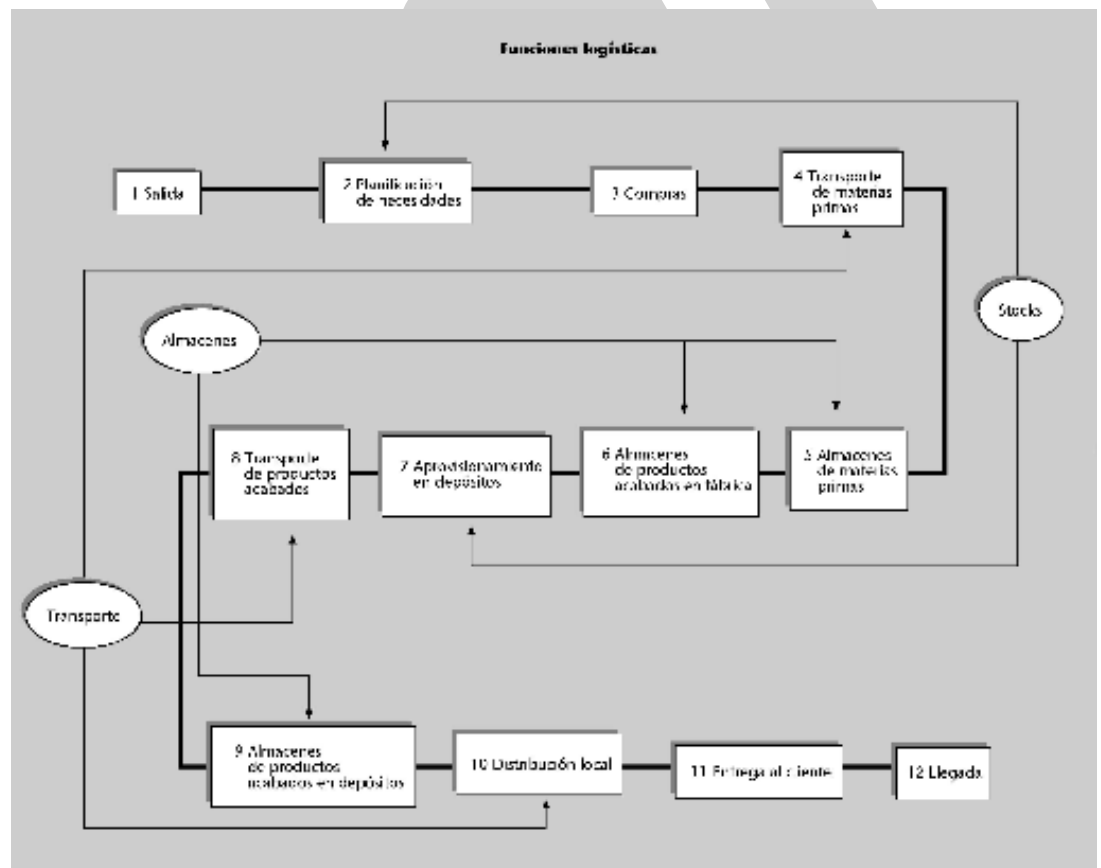 Funciones logísticas
1 Salida
2 Planificación
de necesidades
3 Compras
4 Transporte
de materias
primas
Stocks
Almacenes
8 Transporte
de productos
acabados
7 Aprovisionamiento
en depósitos
6 Almacenes
de productos
acabados en fábrica
5 Almacenes
de materias
primas
Transporte
9 Almacenes
de productos
acabados en depósitos
10 Distribución local
11 Entrega al cliente
12 Llegada